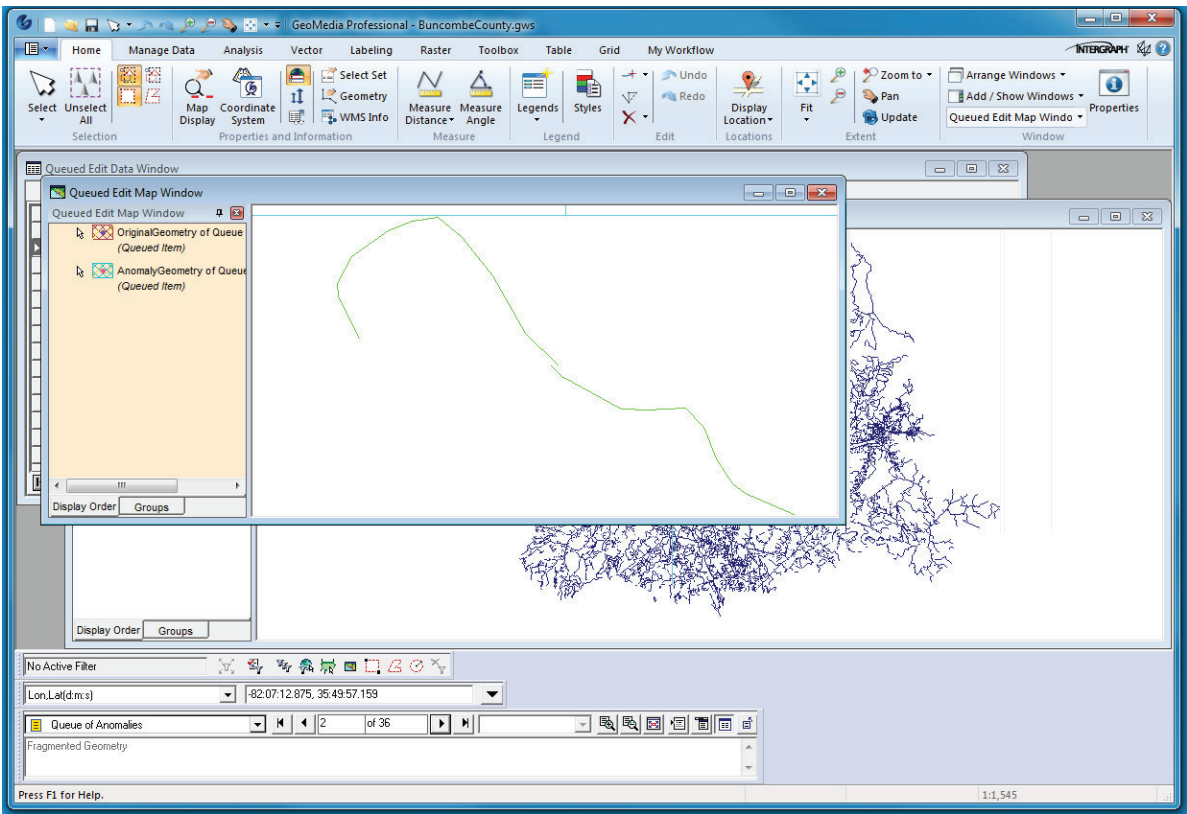 GeoMedia Professional - BuncombeCounty.gws
Home Manage Data Analysis Vector Labeling Raster Toolbox Table Grid My Workflow
INTERGRAPH
Select
Unselect All
Selection
Map Display
Coordinate System
Select Set
Geometry
WMS Info
Properties and Information
Measure Distance
Measure Angle
Measure
Legends
Styles
Legend
Undo
Redo
Edit
Display Location
Locations
Fit
Zoom to
Pan
Update
Extent
Arrange Windows
Add / Show Windows
Queued Edit Map Windo
Properties
Window
Queued Edit Data Window
Queued Edit Map Window
Queued Edit Map Window
OriginalGeometry of Queue
(Queued Item)
AnomalyGeometry of Queue
(Queued Item)
Display Order Groups
Display Order Groups
No Active Filter
Lon,Lat(d:m:s) -82:07:12.875, 35:49:57.159
Queue of Anomalies 2 of 36
Fragmented Geometry
Press F1 for Help. 1:1,545